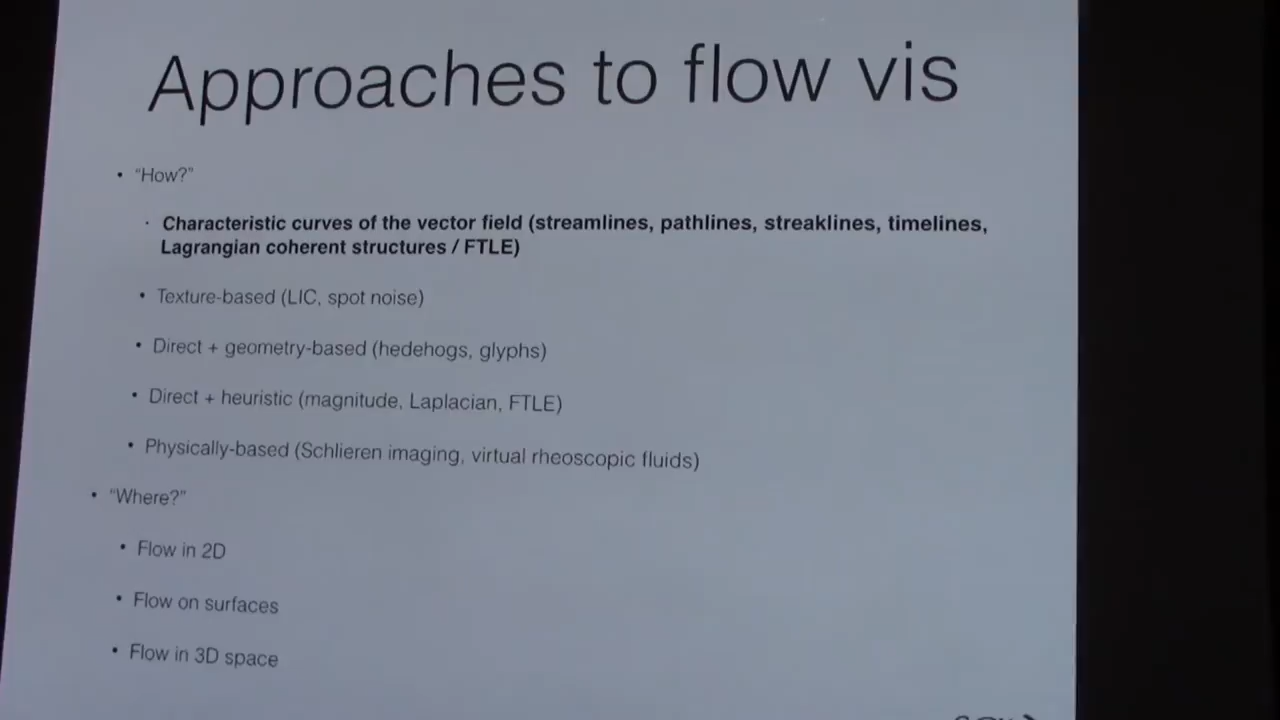 Approaches to flow vis
• "How?"
· Characteristic curves of the vector field (streamlines, pathlines, streaklines, timelines,
Lagrangian coherent structures / FTLE)
• Texture-based (LIC, spot noise)
• Direct + geometry-based (hedehogs, glyphs)
• Direct + heuristic (magnitude, Laplacian, FTLE)
• Physically-based (Schlieren imaging, virtual rheoscopic fluids)
• "Where?"
• Flow in 2D
• Flow on surfaces
• Flow in 3D space